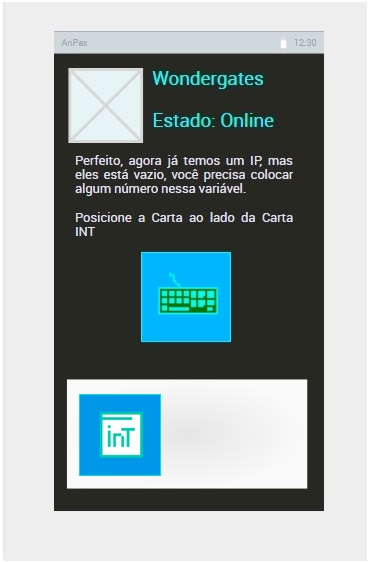 AnPax 12:30
Wondergates
Estado: Online
Perfeito, agora já temos um IP, mas
eles está vazio, você precisa colocar
algum número nessa variável.
Posicione a Carta ao lado da Carta
INT
inT